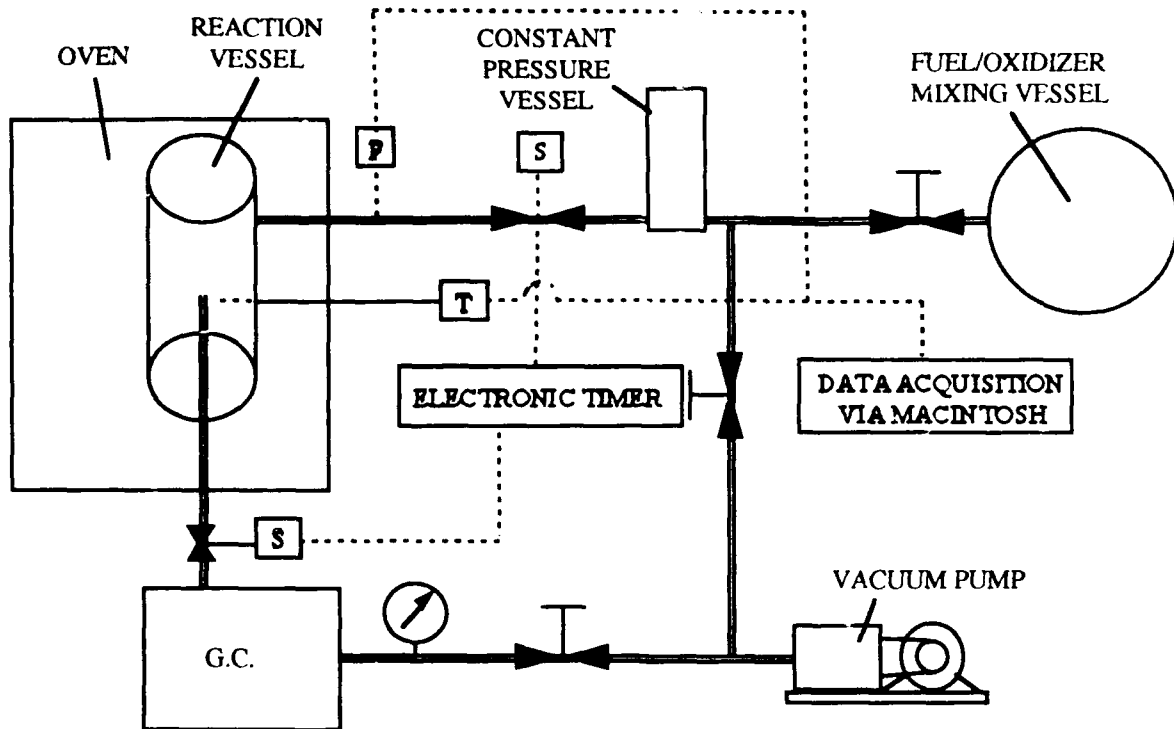 OVEN
REACTION
VESSEL
CONSTANT
PRESSURE
VESSEL
FUEL/OXIDIZER
MIXING VESSEL
P
S
T
ELECTRONIC TIMER
DATA ACQUISITION
VIA MACINTOSH
S
G.C.
VACUUM PUMP